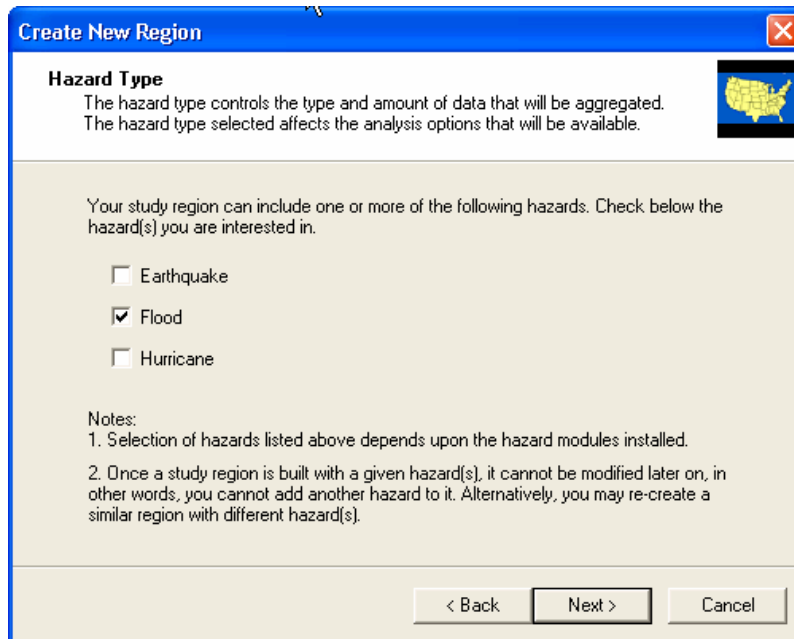 Create New Region
Hazard Type
The hazard type controls the type and amount of data that will be aggregated.
The hazard type selected affects the analysis options that will be available.
Your study region can include one or more of the following hazards. Check below the
hazard(s) you are interested in.
Earthquake
Flood
Hurricane
Notes:
1. Selection of hazards listed above depends upon the hazard modules installed.
2. Once a study region is built with a given hazard(s), it cannot be modified later on, in
other words, you cannot add another hazard to it. Alternatively, you may re-create a
similar region with different hazard(s).
< Back
Next >
Cancel